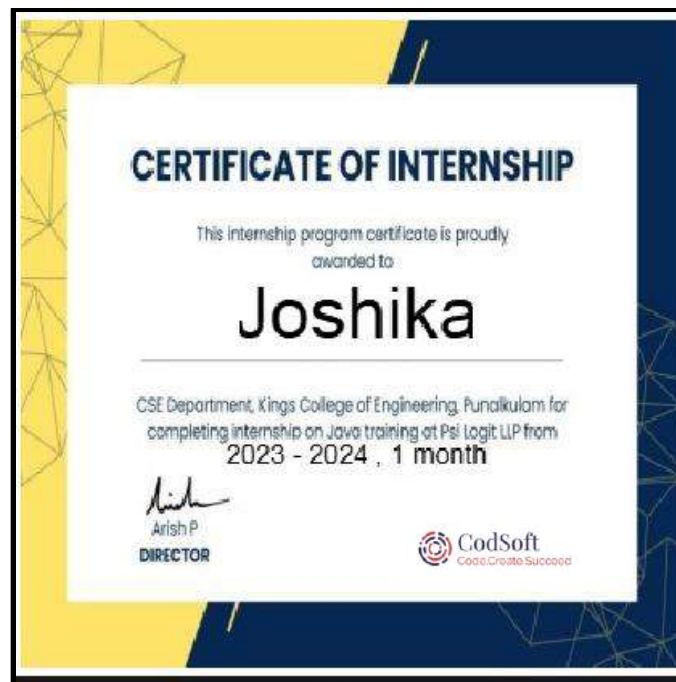 CERTIFICATE OF INTERNSHIP
This internship program certificate is proudly
awarded to
Joshika
CSE Department, Kings College of Engineering, Punalkulam for
completing internship on Java training at Psi Logit LLP from
2023 - 2024 , 1 month
Arish P
DIRECTOR
CodSoft
Code.Create.Succeed